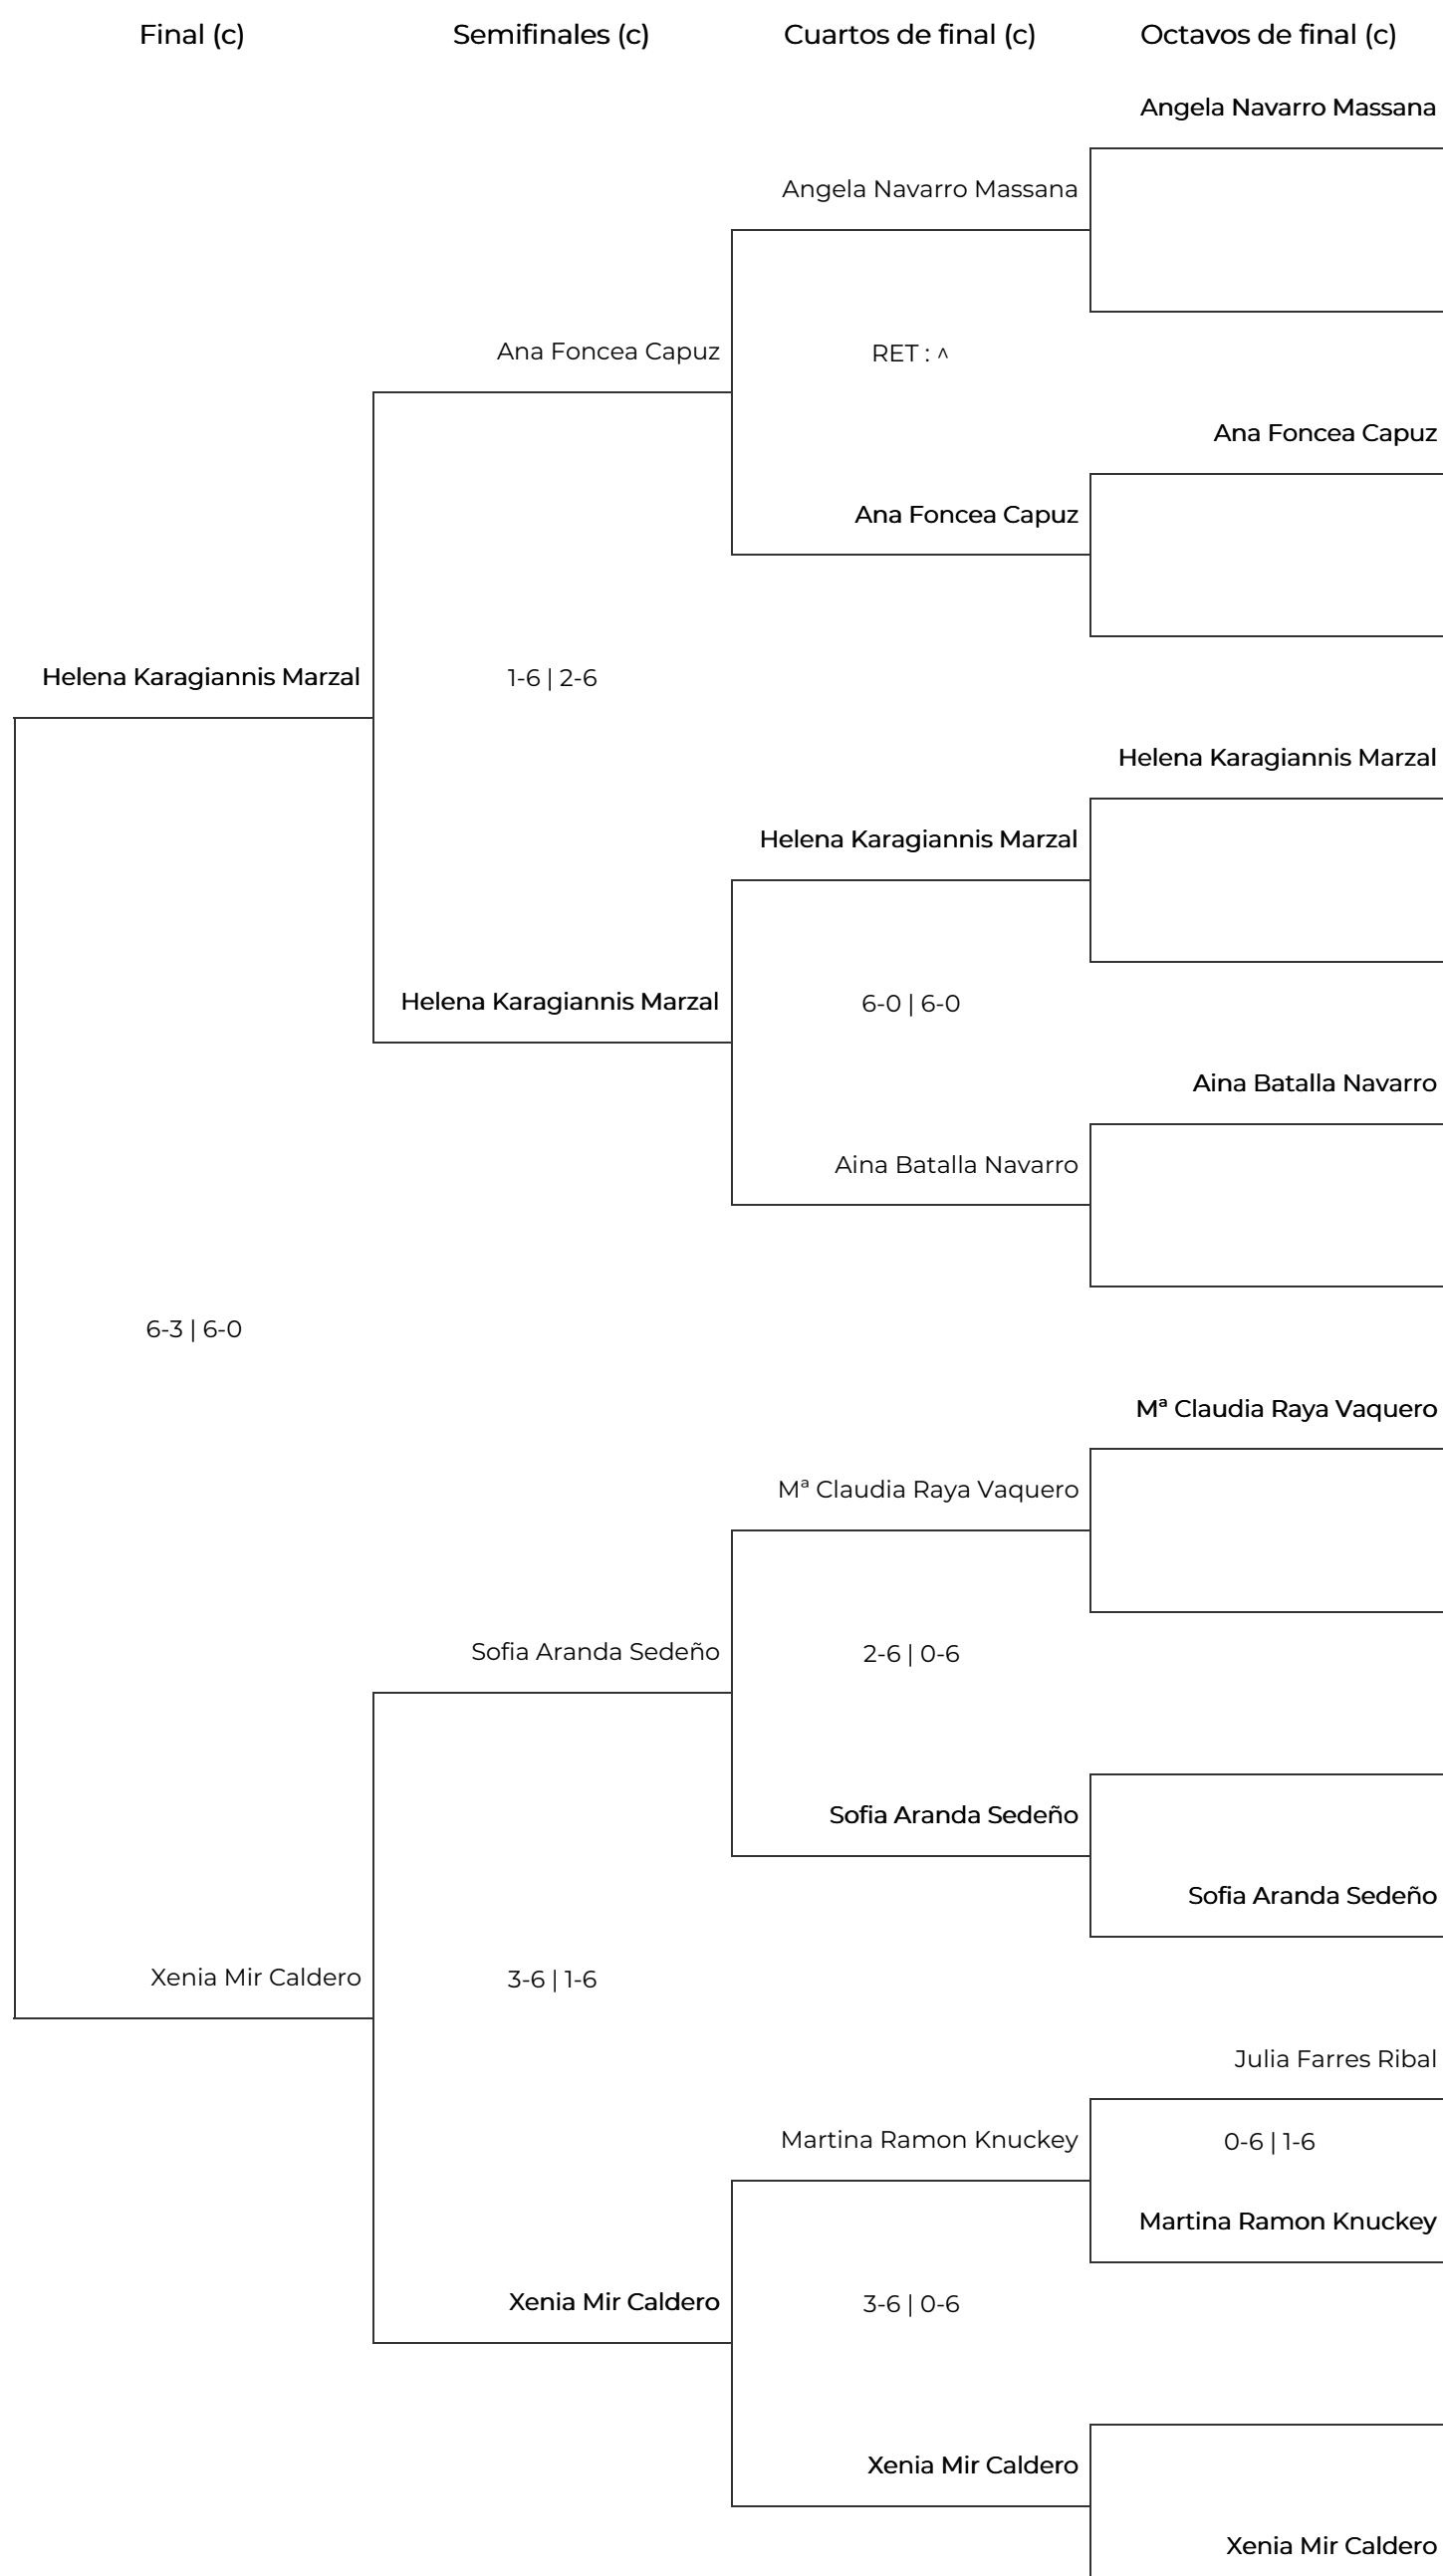 Final (c) Semifinales (c) Cuartos de final (c) Octavos de final (c)
Angela Navarro Massana
Angela Navarro Massana
Ana Foncea Capuz
RET : ^
Ana Foncea Capuz
Ana Foncea Capuz
Helena Karagiannis Marzal
1-6 | 2-6
Helena Karagiannis Marzal
Helena Karagiannis Marzal
Helena Karagiannis Marzal
6-0 | 6-0
Aina Batalla Navarro
Aina Batalla Navarro
6-3 | 6-0
Mª Claudia Raya Vaquero
Mª Claudia Raya Vaquero
Sofia Aranda Sedeño
2-6 | 0-6
Sofia Aranda Sedeño
Sofia Aranda Sedeño
Xenia Mir Caldero
3-6 | 1-6
Julia Farres Ribal
Martina Ramon Knuckey
0-6 | 1-6
Martina Ramon Knuckey
Xenia Mir Caldero
3-6 | 0-6
Xenia Mir Caldero
Xenia Mir Caldero